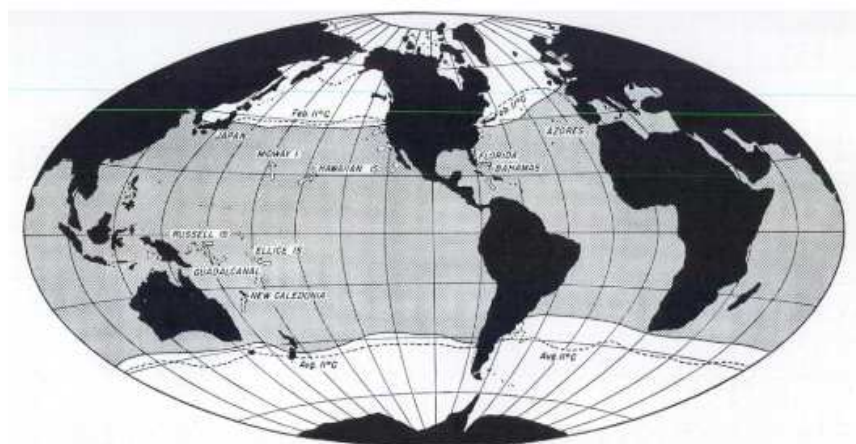 Feb. 11°C
Feb. 11°C
JAPAN
AZORES
MIDWAY I.
FLORIDA
HAWAIIAN IS.
BAHAMAS
RUSSELL IS
ELLICE IS
GUADALCANAL
NEW CALEDONIA
Aug. 11°C
Aug. 11°C